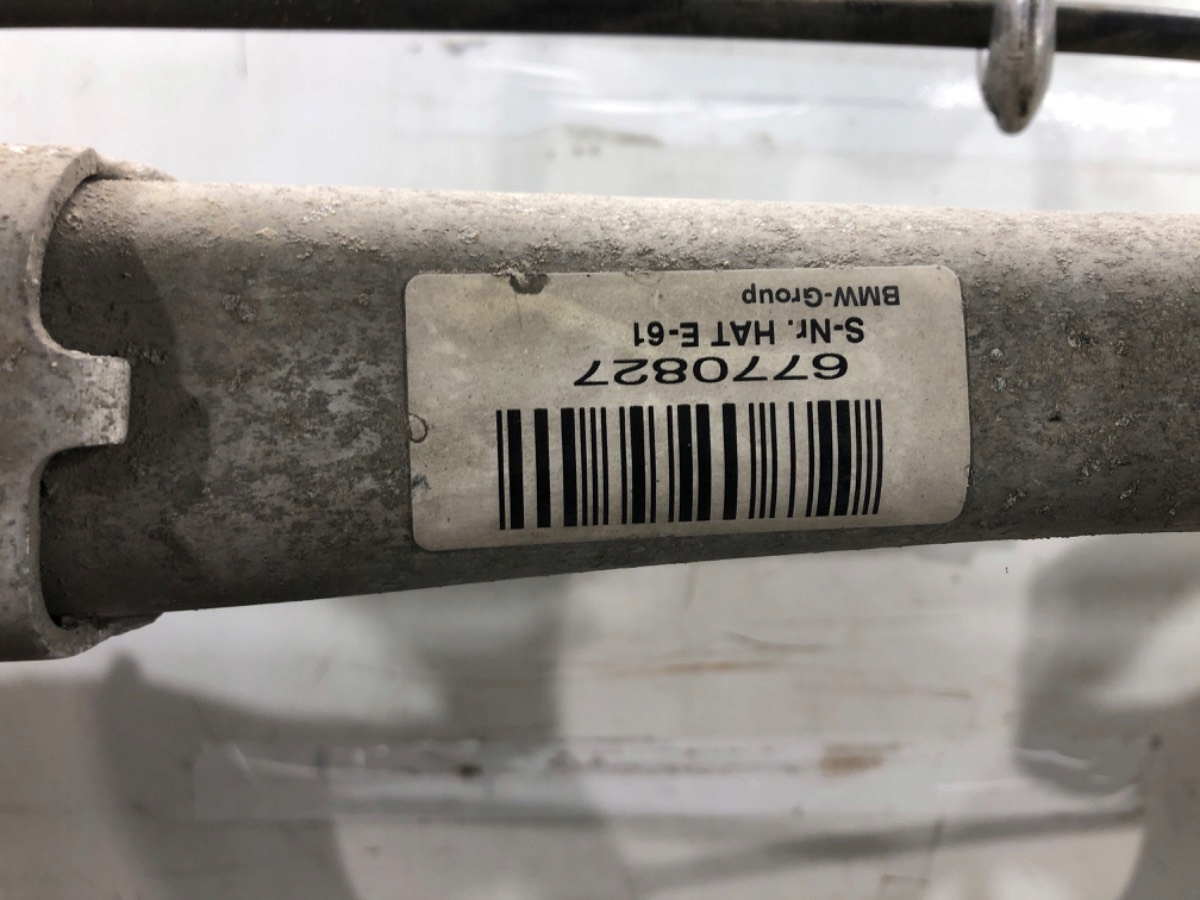 6770827
S-Nr. HAT E-61
BMW-Group